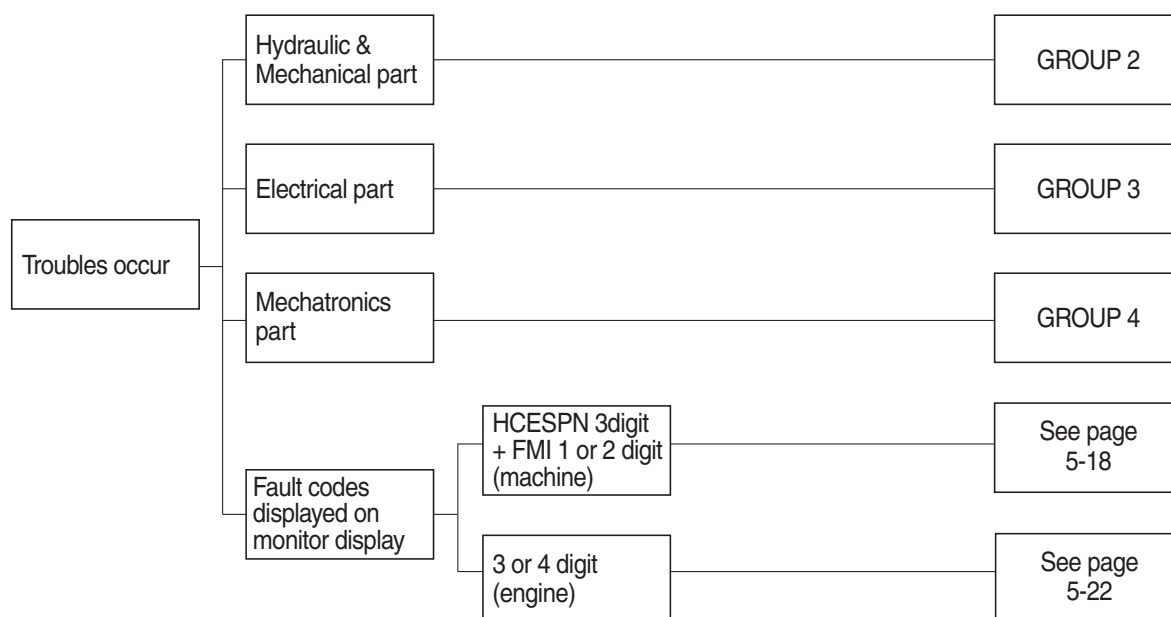 Troubles occur
Hydraulic &
Mechanical part
GROUP 2
Electrical part
GROUP 3
Mechatronics
part
GROUP 4
Fault codes
displayed on
monitor display
HCESPN 3digit
+ FMI 1 or 2 digit
(machine)
See page
5-18
3 or 4 digit
(engine)
See page
5-22